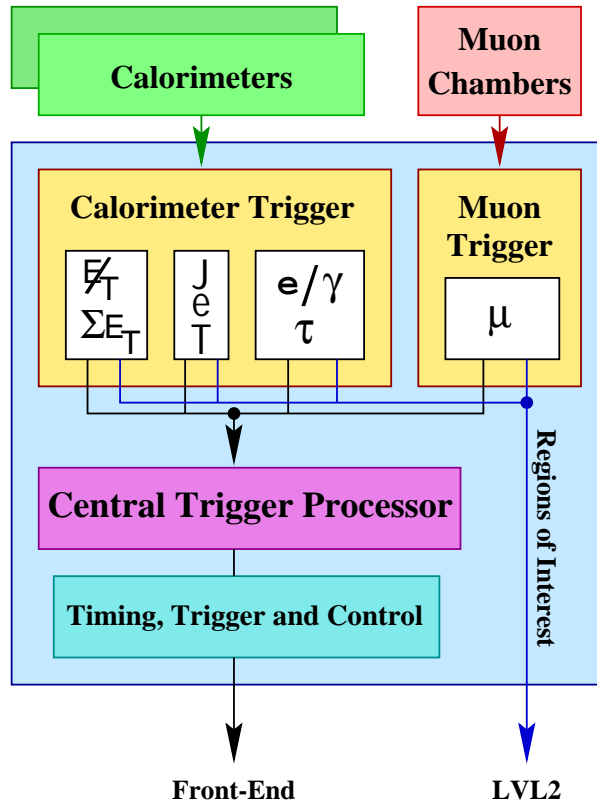 Calorimeters
Muon
Chambers
Calorimeter Trigger
Muon
Trigger
E̸T
ΣET
J
e
T
e/γ
τ
μ
Regions of Interest
Central Trigger Processor
Timing, Trigger and Control
Front-End
LVL2